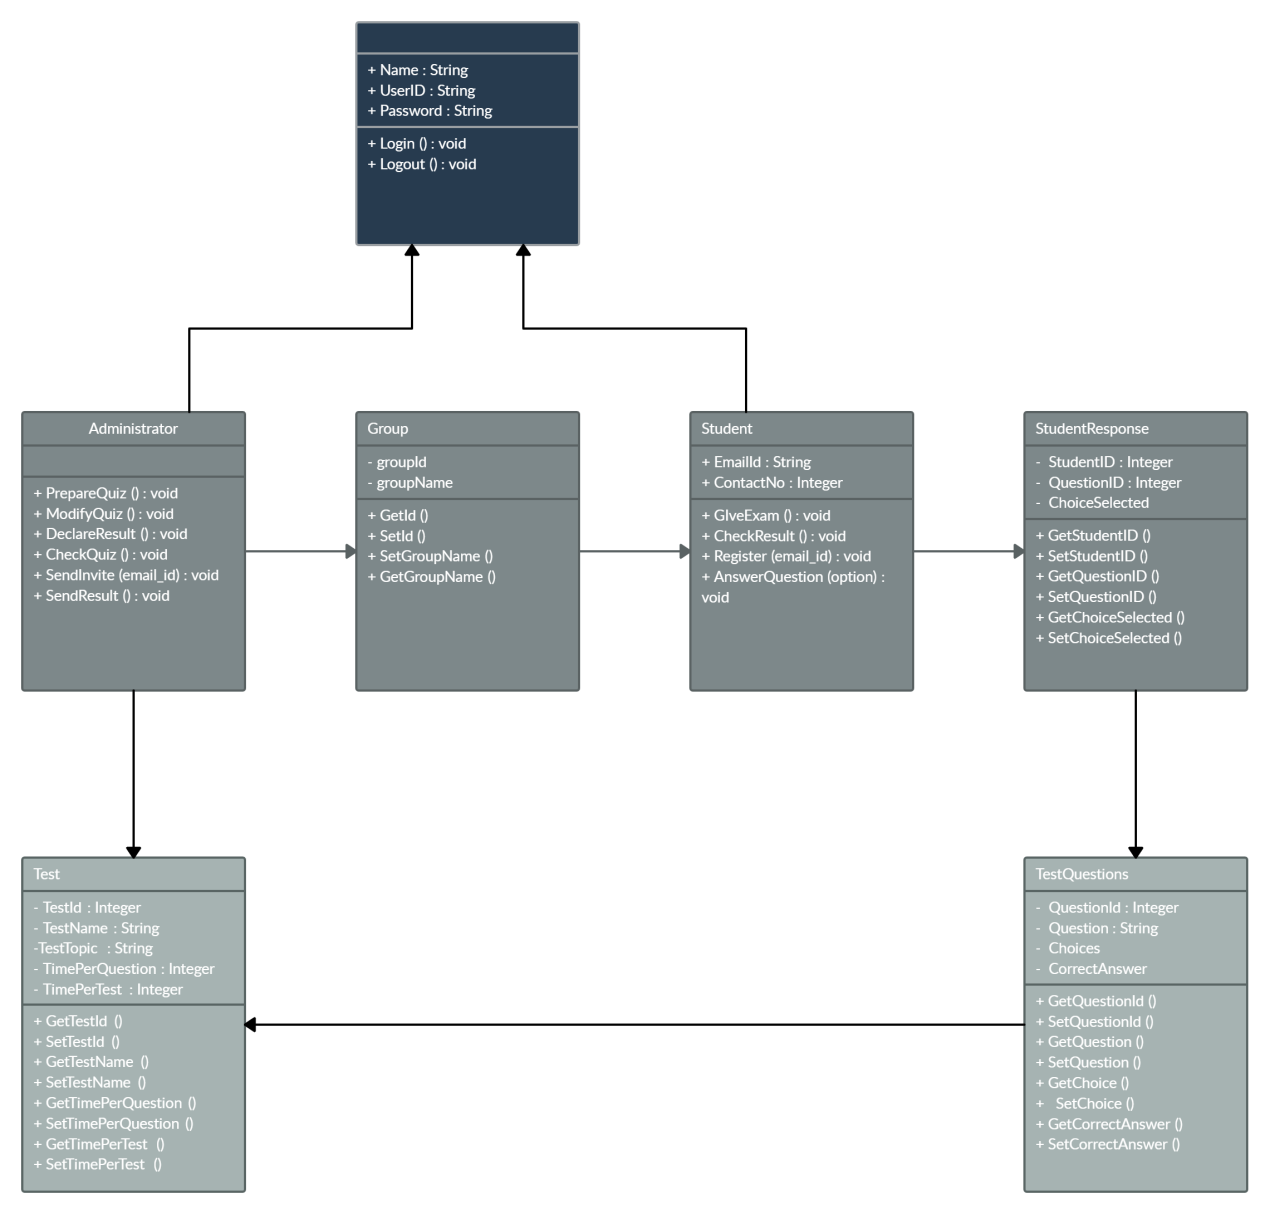 + Name : String
+ UserID : String
+ Password : String
+ Login () : void
+ Logout () : void
Administrator
+ PrepareQuiz () : void
+ ModifyQuiz () : void
+ DeclareResult () : void
+ CheckQuiz () : void
+ SendInvite (email_id) : void
+ SendResult () : void
Group
- groupId
- groupName
+ GetId ()
+ SetId ()
+ SetGroupName ()
+ GetGroupName ()
Student
+ EmailId : String
+ ContactNo : Integer
+ GIveExam () : void
+ CheckResult () : void
+ Register (email_id) : void
+ AnswerQuestion (option) :
void
StudentResponse
- StudentID : Integer
- QuestionID : Integer
- ChoiceSelected
+ GetStudentID ()
+ SetStudentID ()
+ GetQuestionID ()
+ SetQuestionID ()
+ GetChoiceSelected ()
+ SetChoiceSelected ()
Test
- TestId : Integer
- TestName : String
-TestTopic : String
- TimePerQuestion : Integer
- TimePerTest : Integer
+ GetTestId ()
+ SetTestId ()
+ GetTestName ()
+ SetTestName ()
+ GetTimePerQuestion ()
+ SetTimePerQuestion ()
+ GetTimePerTest ()
+ SetTimePerTest ()
TestQuestions
- QuestionId : Integer
- Question : String
- Choices
- CorrectAnswer
+ GetQuestionId ()
+ SetQuestionId ()
+ GetQuestion ()
+ SetQuestion ()
+ GetChoice ()
+ SetChoice ()
+ GetCorrectAnswer ()
+ SetCorrectAnswer ()